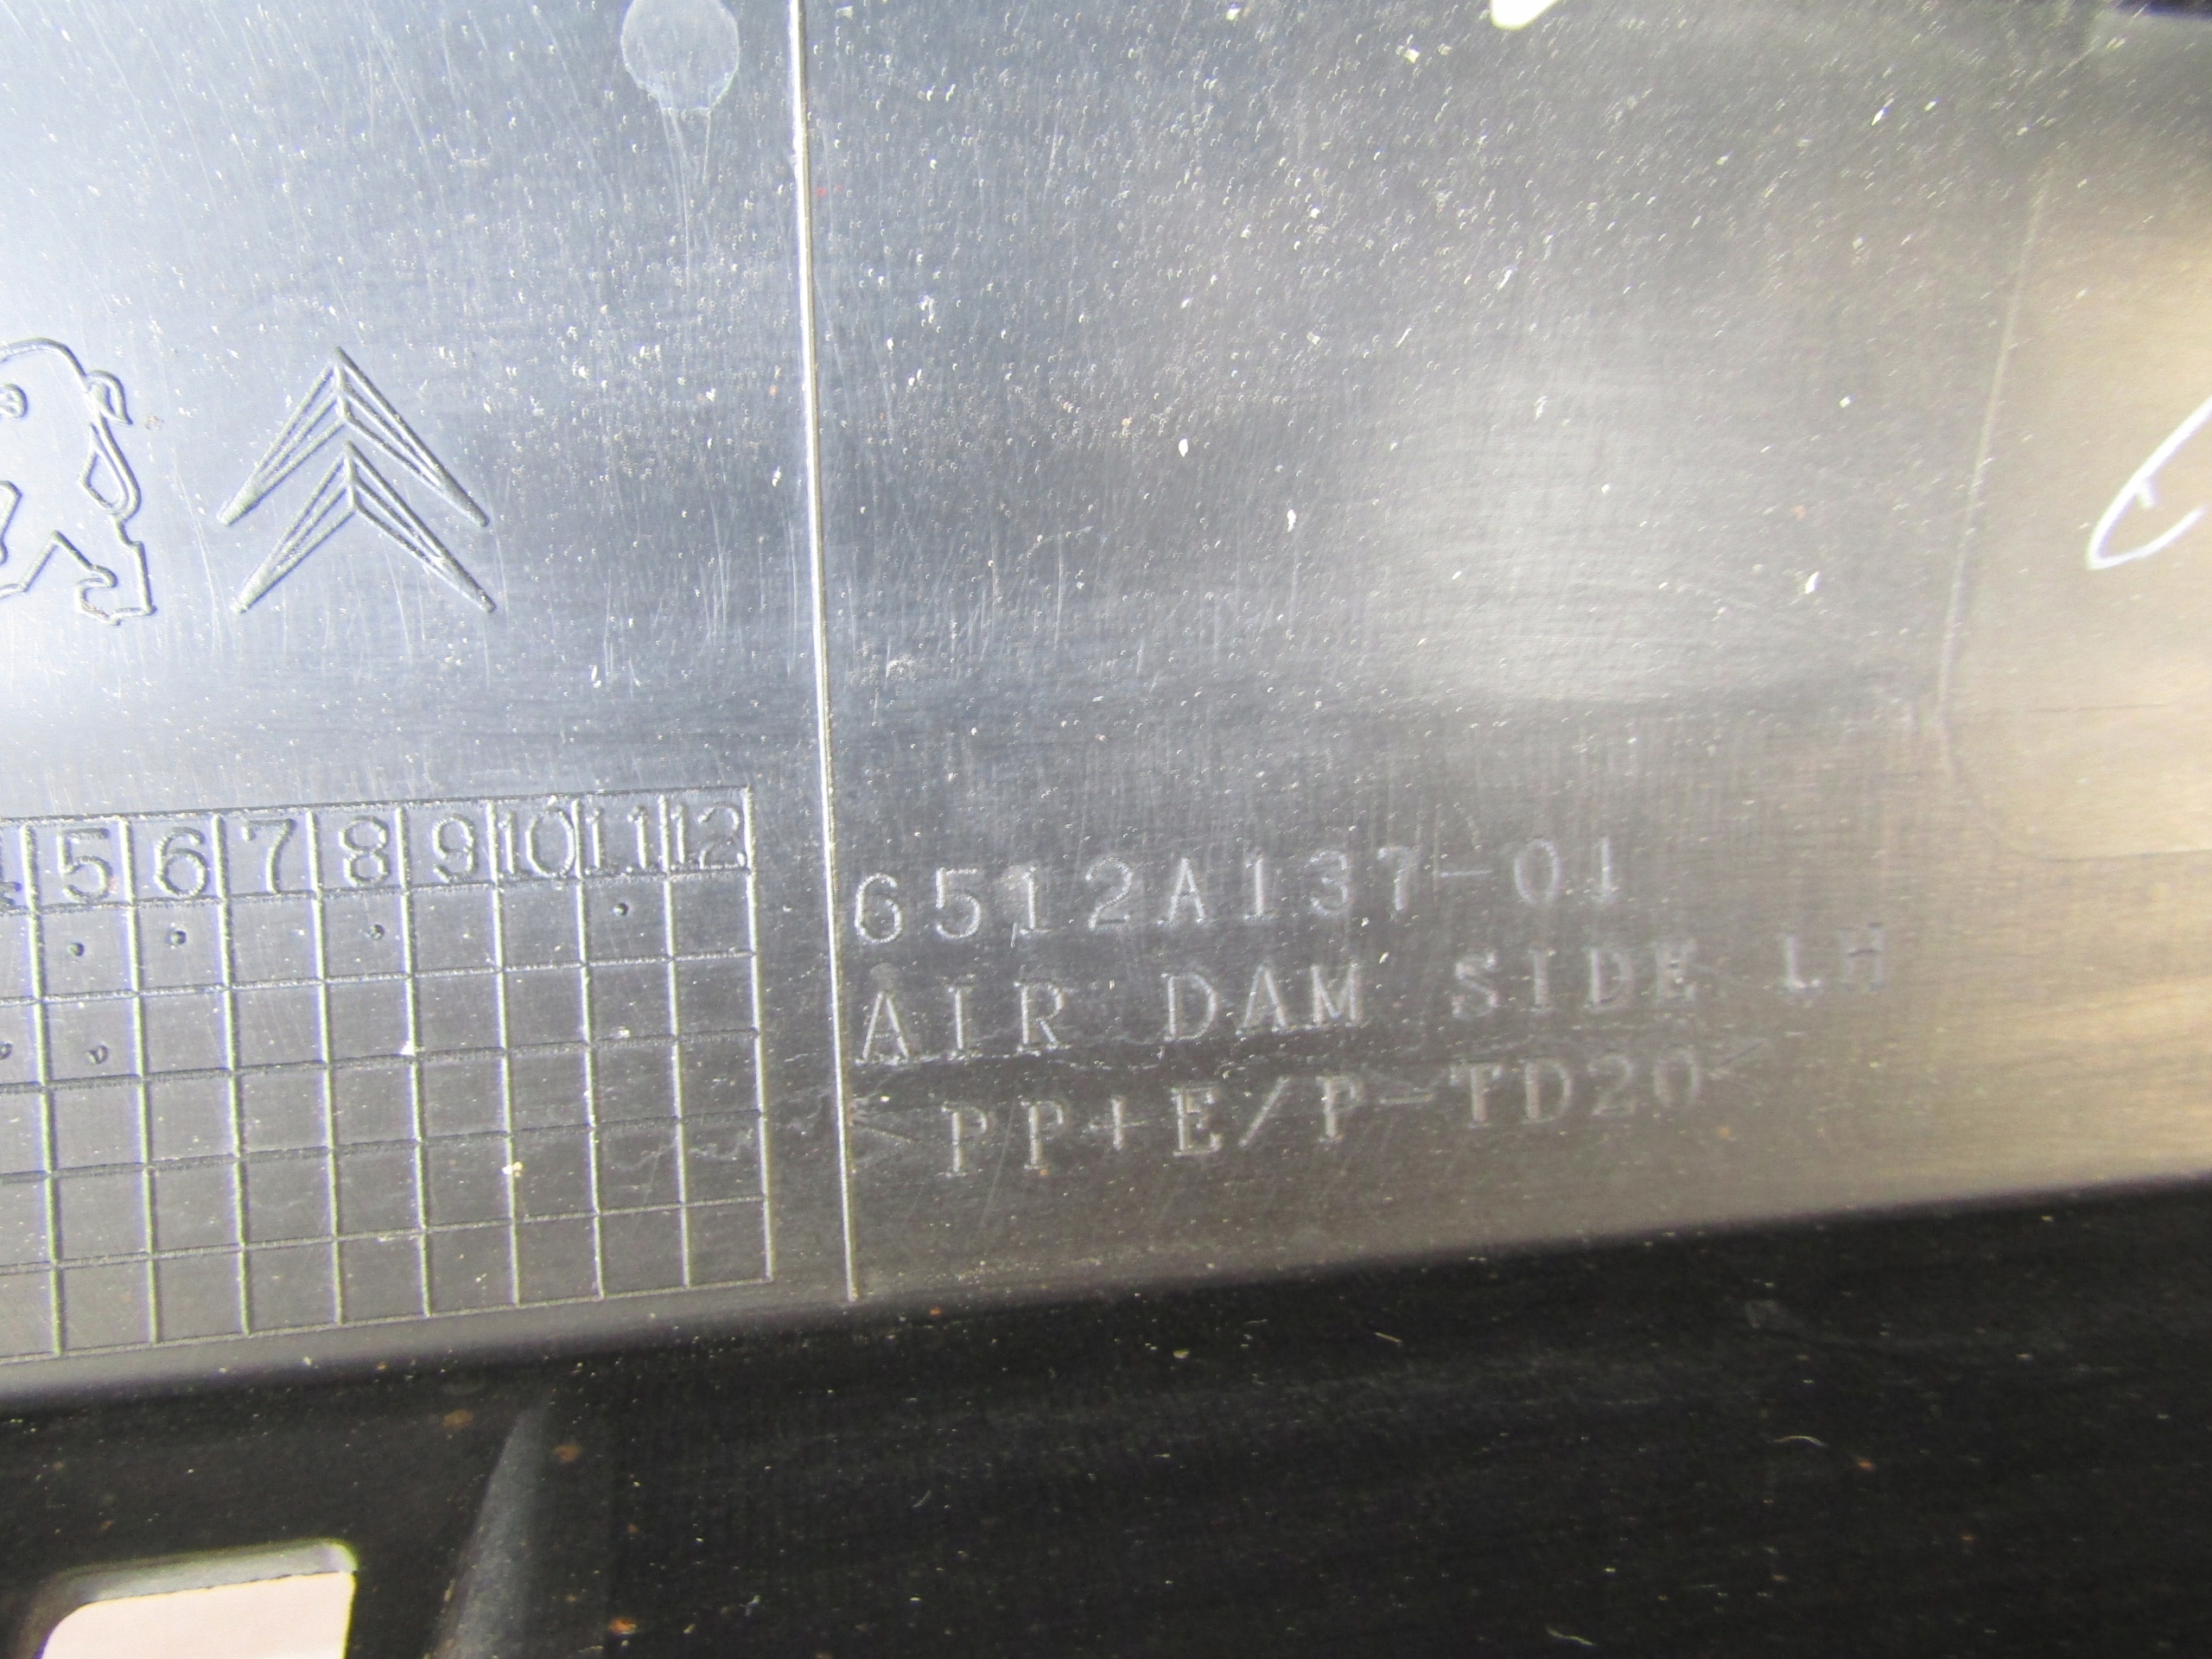 5 6 7 8 9 10 11 12
6512A137-01
AIR DAM SIDE LH
>PP+E/P-TD20<